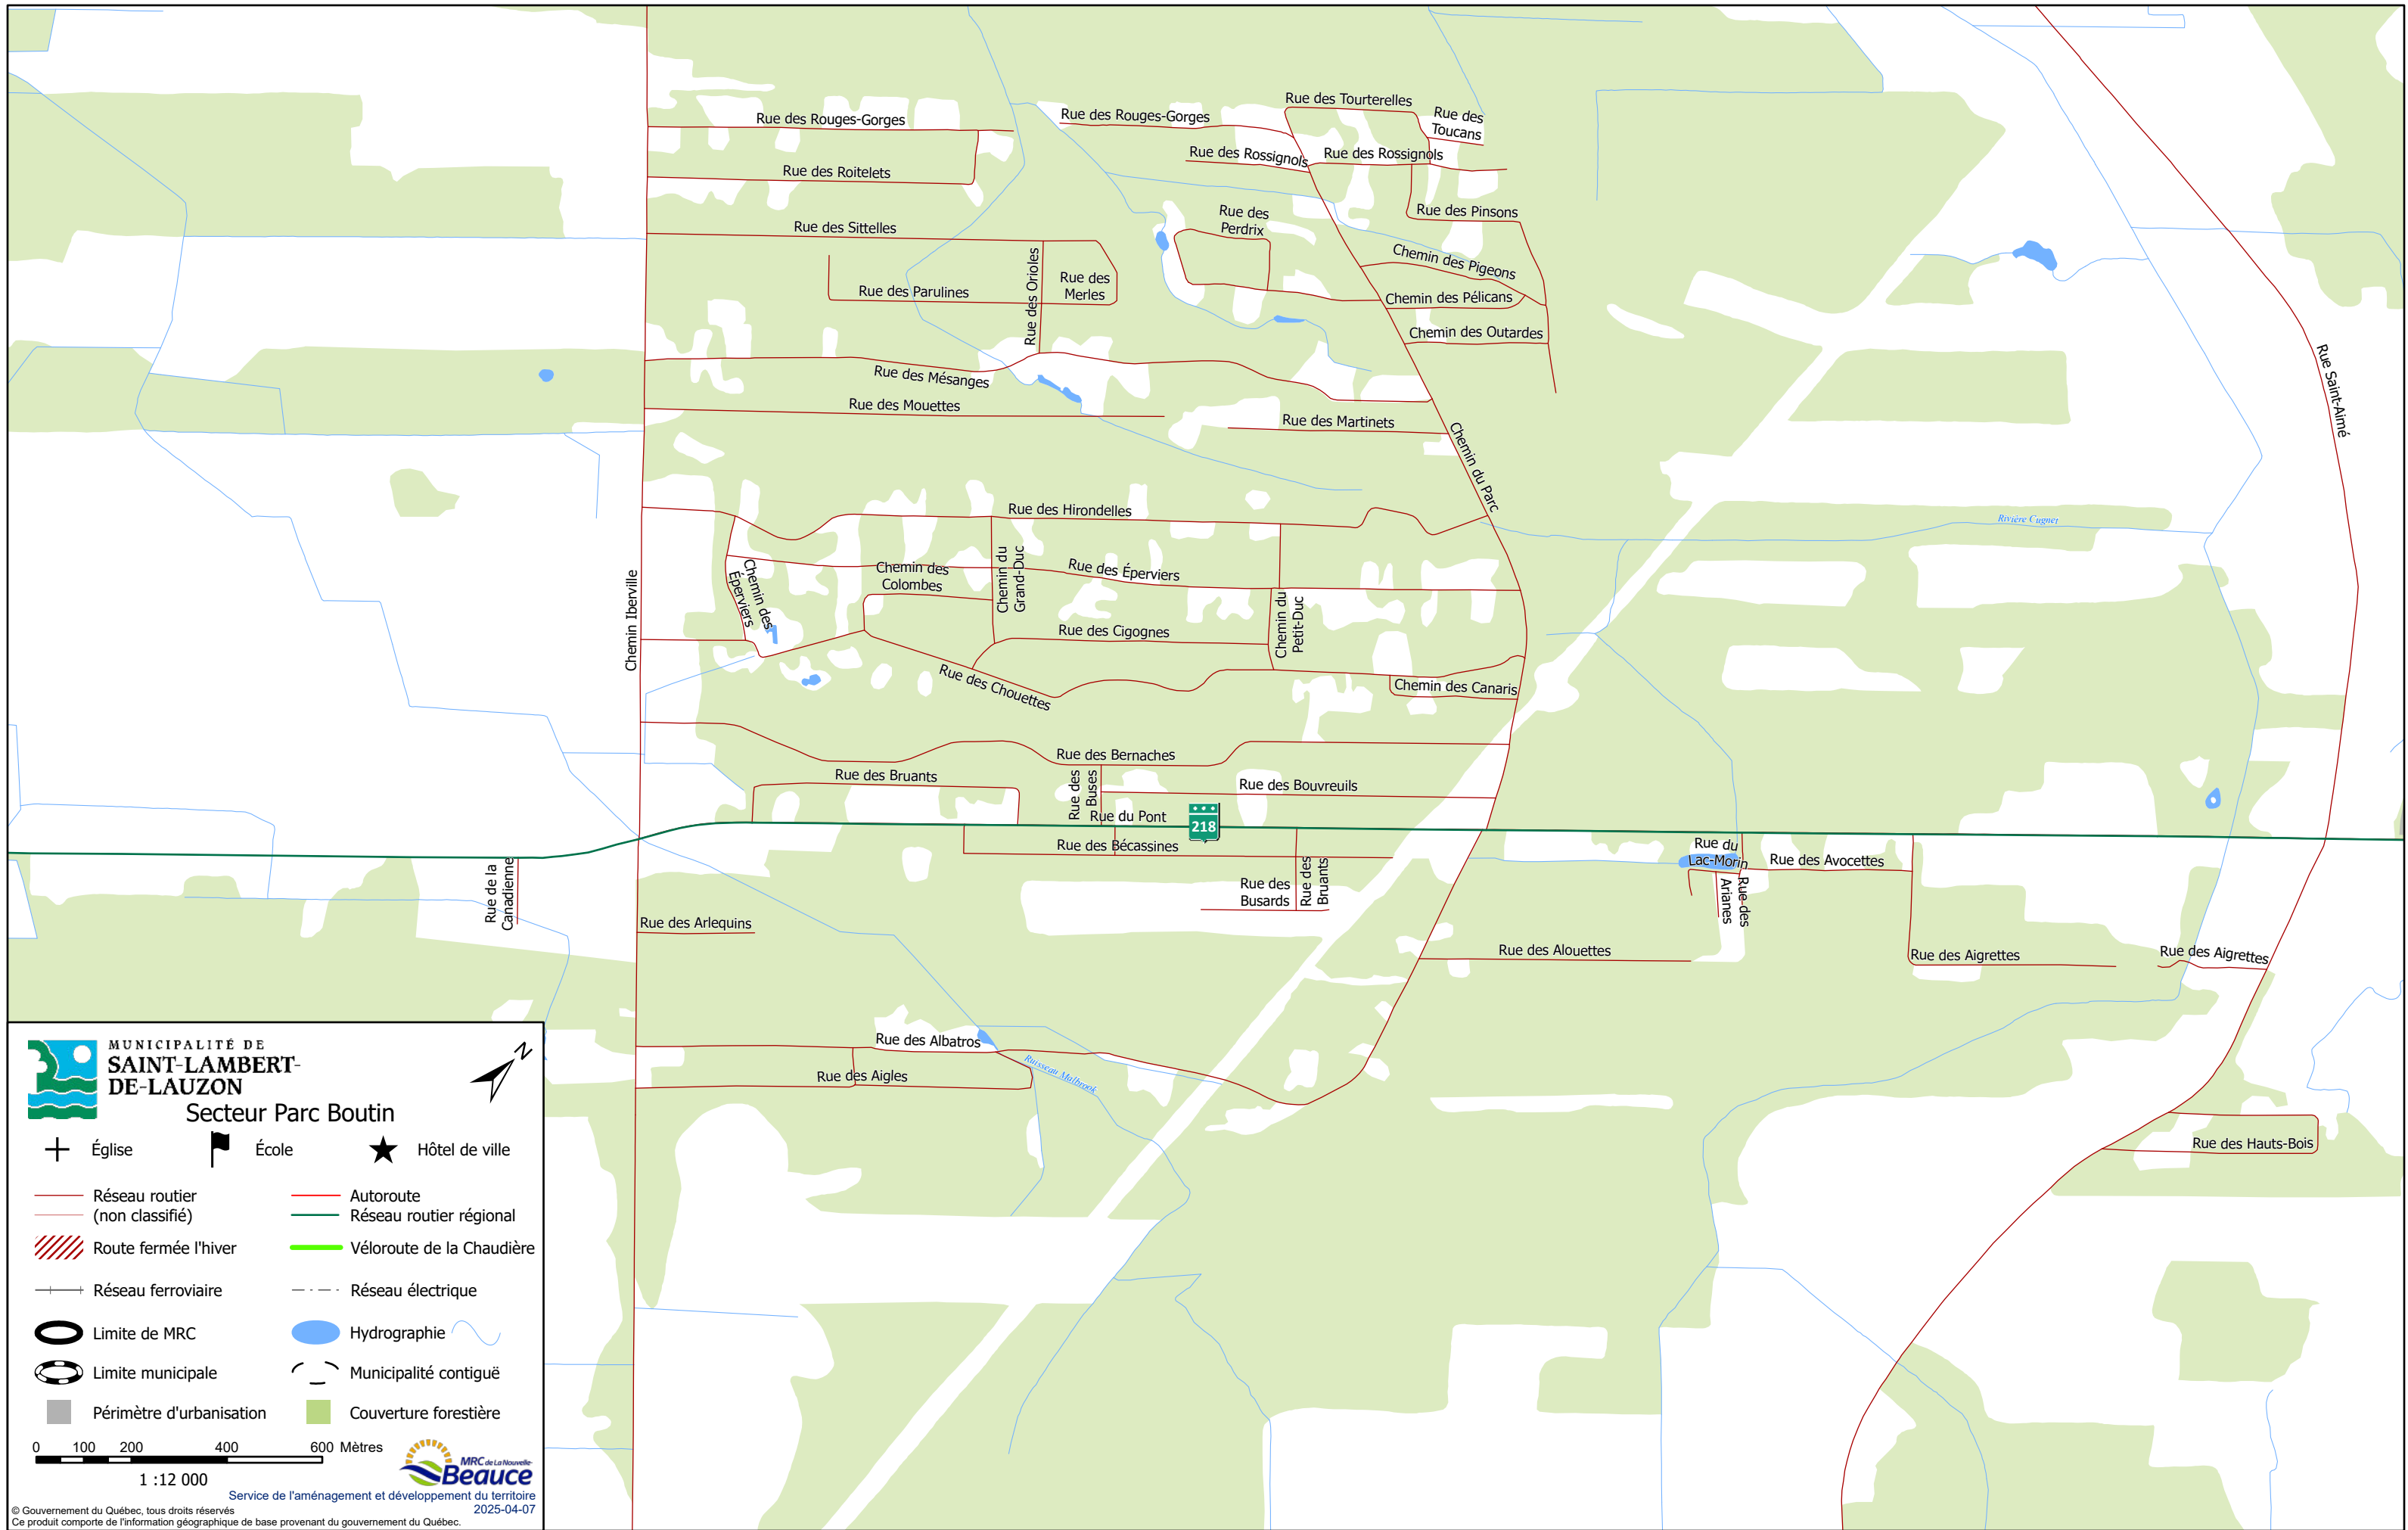 Rue des Tourterelles
Rue des
Toucans
Rue des Rouges-Gorges
Rue des Rouges-Gorges
Rue des Rossignols
Rue des Rossignols
Rue des Roitelets
Rue des
Perdrix
Rue des Pinsons
Rue des Sittelles
Chemin des Pigeons
Rue des Orioles
Rue des
Merles
Rue des Parulines
Chemin des Pélicans
Chemin des Outardes
Rue Saint-Aimé
Rue des Mésanges
Rue des Mouettes
Rue des Martinets
Chemin du Parc
Rue des Hirondelles
Rivière Cugnet
Chemin Iberville
Chemin des
Éperviers
Chemin des
Colombes
Chemin du
Grand-Duc
Rue des Éperviers
Chemin du
Petit-Duc
Rue des Cigognes
Rue des Chouettes
Chemin des Canaris
Rue des Bernaches
Rue des Bruants
Rue des
Buses
Rue des Bouvreuils
Rue du Pont
218
Rue des Bécassines
Rue du
Lac-Morin
Rue des Avocettes
Rue de la
Canadienne
Rue des
Busards
Rue des
Bruants
Rue des
Arianes
Rue des Arlequins
Rue des Alouettes
Rue des Aigrettes
Rue des Aigrettes
Rue des Albatros
Ruisseau Malbrook
Rue des Aigles
Rue des Hauts-Bois
MUNICIPALITÉ DE
SAINT-LAMBERT-
DE-LAUZON
N
Secteur Parc Boutin
Église
École
Hôtel de ville
Réseau routier
(non classifié)
Autoroute
Réseau routier régional
Route fermée l'hiver
Véloroute de la Chaudière
Réseau ferroviaire
Réseau électrique
Limite de MRC
Hydrographie
Limite municipale
Municipalité contiguë
Périmètre d'urbanisation
Couverture forestière
0 100 200 400 600 Mètres
1 :12 000
MRC de La Nouvelle-
Beauce
Service de l'aménagement et développement du territoire
2025-04-07
© Gouvernement du Québec, tous droits réservés
Ce produit comporte de l'information géographique de base provenant du gouvernement du Québec.